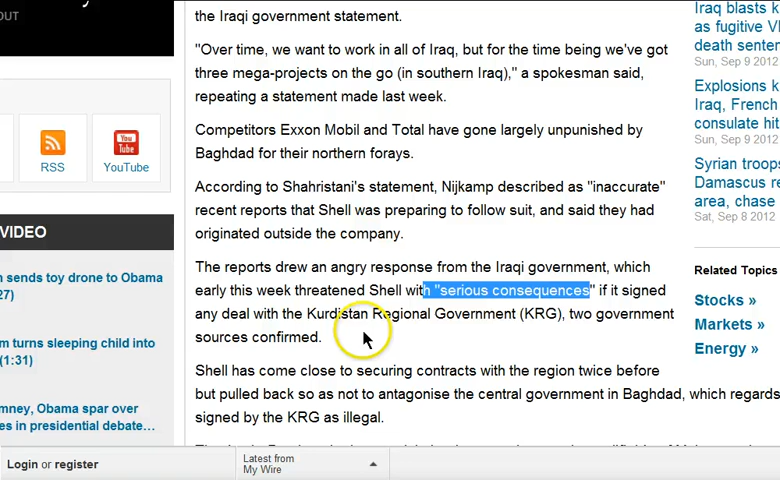 OUT
the Iraqi government statement.
"Over time, we want to work in all of Iraq, but for the time being we've got
three mega-projects on the go (in southern Iraq)," a spokesman said,
repeating a statement made last week.
Competitors Exxon Mobil and Total have gone largely unpunished by
Baghdad for their northern forays.
According to Shahristani's statement, Nijkamp described as "inaccurate"
recent reports that Shell was preparing to follow suit, and said they had
originated outside the company.
The reports drew an angry response from the Iraqi government, which
early this week threatened Shell with "serious consequences" if it signed
any deal with the Kurdistan Regional Government (KRG), two government
sources confirmed.
Shell has come close to securing contracts with the region twice before
but pulled back so as not to antagonise the central government in Baghdad, which regards
signed by the KRG as illegal.
RSS
You
Tube
YouTube
VIDEO
sends toy drone to Obama
27)
m turns sleeping child into
(1:31)
mney, Obama spar over
es in presidential debate...
Iraq blasts k
as fugitive V
death senten
Sun, Sep 9 2012
Explosions k
Iraq, French
consulate hit
Sun, Sep 9 2012
Syrian troops
Damascus re
area, chase
Sat, Sep 8 2012
Related Topics
Stocks »
Markets »
Energy »
Login or register
Latest from
My Wire